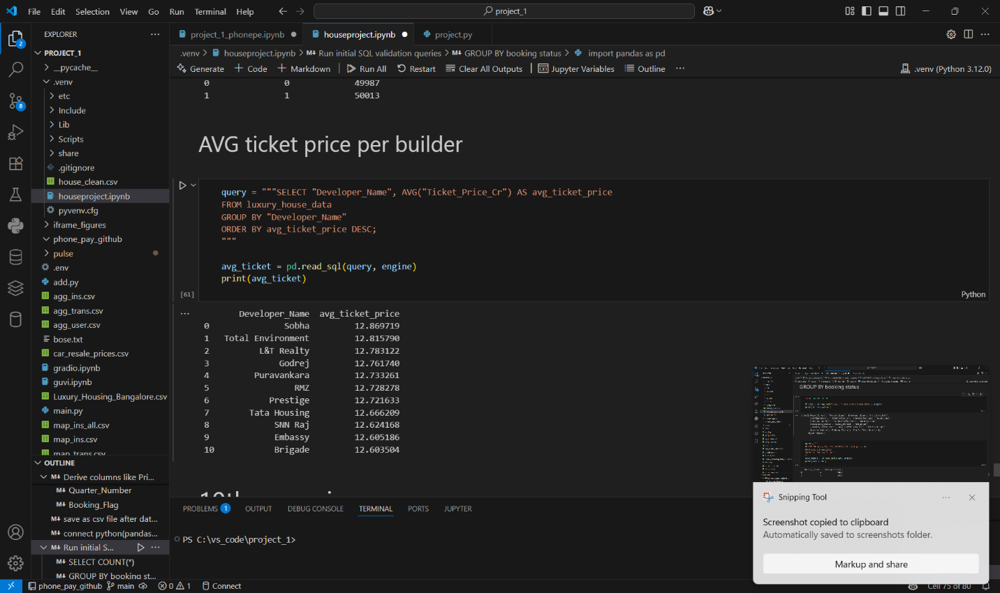 File Edit Selection View Go Run Terminal Help
project_1
EXPLORER
project_1_phonepe.ipynb
houseproject.ipynb
project.py
PROJECT_1
.venv > houseproject.ipynb > M↓ Run initial SQL validation queries > M↓ GROUP BY booking status > import pandas as pd
Generate + Code + Markdown Run All Restart Clear All Outputs Jupyter Variables Outline ...
.venv (Python 3.12.0)
__pycache__
.venv
etc
Include
Lib
Scripts
share
.gitignore
house_clean.csv
houseproject.ipynb
pyvenv.cfg
iframe_figures
phone_pay_github
pulse
.env
add.py
agg_ins.csv
agg_trans.csv
agg_user.csv
bose.txt
car_resale_prices.csv
gradio.ipynb
guvi.ipynb
Luxury_Housing_Bangalore.csv
main.py
map_ins_all.csv
map_ins.csv
map_trans.csv
OUTLINE
M↓ Derive columns like Pri...
M↓ Quarter_Number
M↓ Booking_Flag
M↓ save as csv file after dat...
M↓ connect python(pandas...
M↓ Run initial S...
M↓ SELECT COUNT(*)
M↓ GROUP BY booking st...
0 0 49987
1 1 50013
AVG ticket price per builder
query = """SELECT "Developer_Name", AVG("Ticket_Price_Cr") AS avg_ticket_price
FROM luxury_house_data
GROUP BY "Developer_Name"
ORDER BY avg_ticket_price DESC;
"""
avg_ticket = pd.read_sql(query, engine)
print(avg_ticket)
[61]
Python
Developer_Name avg_ticket_price
0 Sobha 12.869719
1 Total Environment 12.815790
2 L&T Realty 12.783122
3 Godrej 12.761740
4 Puravankara 12.733261
5 RMZ 12.728278
6 Prestige 12.721633
7 Tata Housing 12.666209
8 SNN Raj 12.624168
9 Embassy 12.605186
10 Brigade 12.603504
PROBLEMS 1 OUTPUT DEBUG CONSOLE TERMINAL PORTS JUPYTER
PS C:\vs_code\project_1>
GROUP BY booking status
Snipping Tool
Screenshot copied to clipboard
Automatically saved to screenshots folder.
Markup and share
phone_pay_github main 0 1 Connect
Cell 75 of 80
2
8